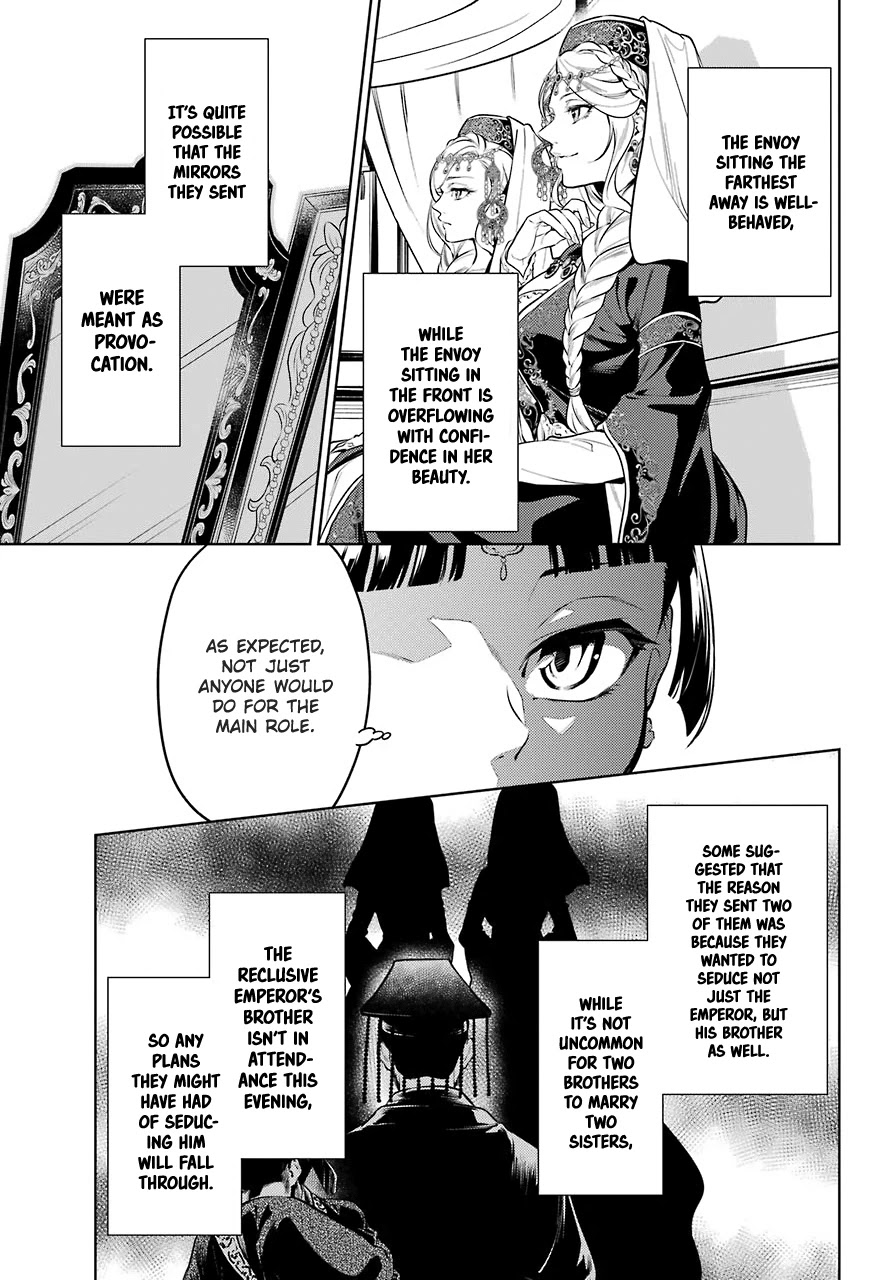 THE ENVOY
SITTING THE
FARTHEST
AWAY IS WELL-
BEHAVED,
WHILE
THE ENVOY
SITTING IN
THE FRONT IS
OVERFLOWING
WITH CONFI-
DENCE IN HER
BEAUTY.
IT'S QUITE
POSSIBLE
THAT THE
MIRRORS
THEY SENT
WERE
MEANT AS
PROVO-
CATION.
AS EXPECTED,
NOT JUST
ANYONE WOULD
DO FOR THE
MAIN ROLE.
SOME SUG-
GESTED THAT
THE REASON
THEY SENT TWO
OF THEM WAS
BECAUSE THEY
WANTED TO
SEDUCE NOT
JUST THE
EMPEROR, BUT
HIS BROTHER
AS WELL.
WHILE
IT'S NOT
UNCOMMON
FOR TWO
BROTHERS
TO MARRY
TWO
SISTERS,
THE
RECLUSIVE
EMPEROR'S
BROTHER
ISN'T IN
ATTEND-
ANCE THIS
EVENING,
SO ANY
PLANS
THEY MIGHT
HAVE HAD
OF SEDUC-
ING HIM
WILL FALL
THROUGH.